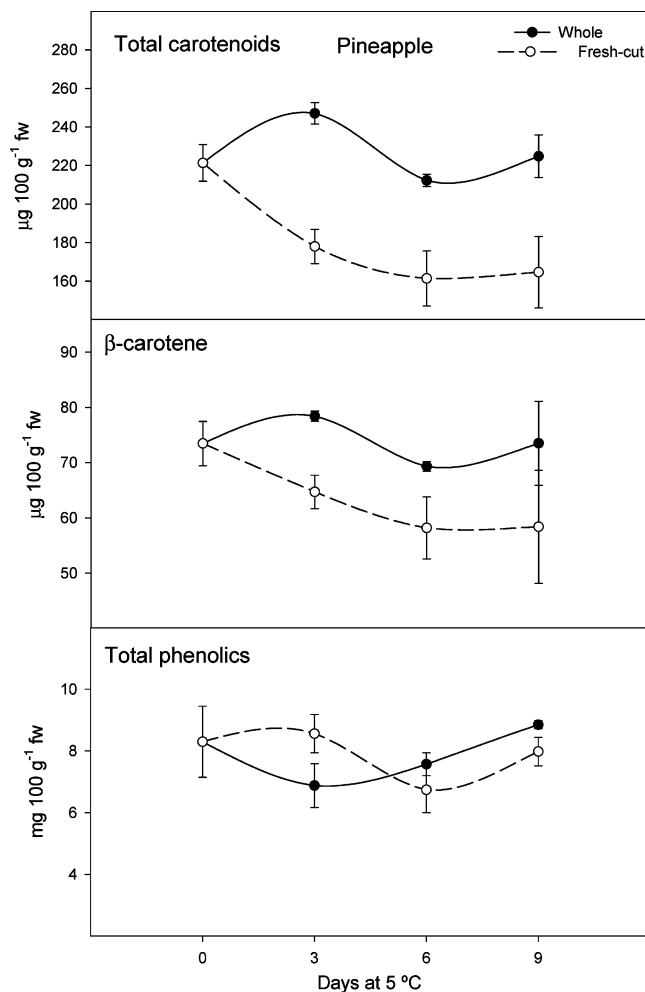 Total carotenoids
Pineapple
Whole
Fresh-cut
280
260
240
220
200
180
160
μg 100 g⁻¹ fw
β-carotene
90
80
70
60
50
μg 100 g⁻¹ fw
Total phenolics
10
8
6
4
mg 100 g⁻¹ fw
0 3 6 9
Days at 5 ºC